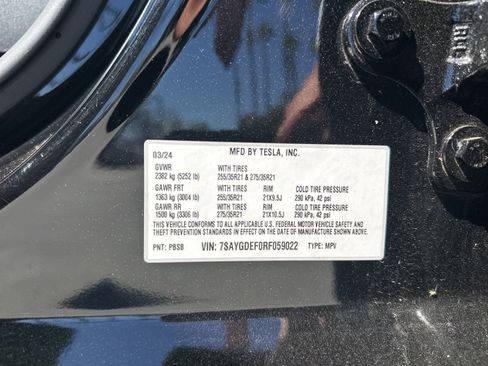 MFD BY TESLA, INC.
03/24
GVWR WITH TIRES
2382 kg (5252 lb) 255/35R21 & 275/35R21
GAWR FRT WITH TIRES RIM COLD TIRE PRESSURE
1363 kg (3004 lb) 255/35R21 21X9.5J 290 kPa, 42 psi
GAWR RR WITH TIRES RIM COLD TIRE PRESSURE
1500 kg (3306 lb) 275/35R21 21X10.5J 290 kPa, 42 psi
THIS VEHICLE CONFORMS TO ALL APPLICABLE U.S. FEDERAL MOTOR VEHICLE SAFETY AND
THEFT PREVENTION STANDARDS IN EFFECT ON THE DATE OF MANUFACTURE SHOWN ABOVE.
PNT: PBSB VIN: 7SAYGDEF0RF059022 TYPE: MPV